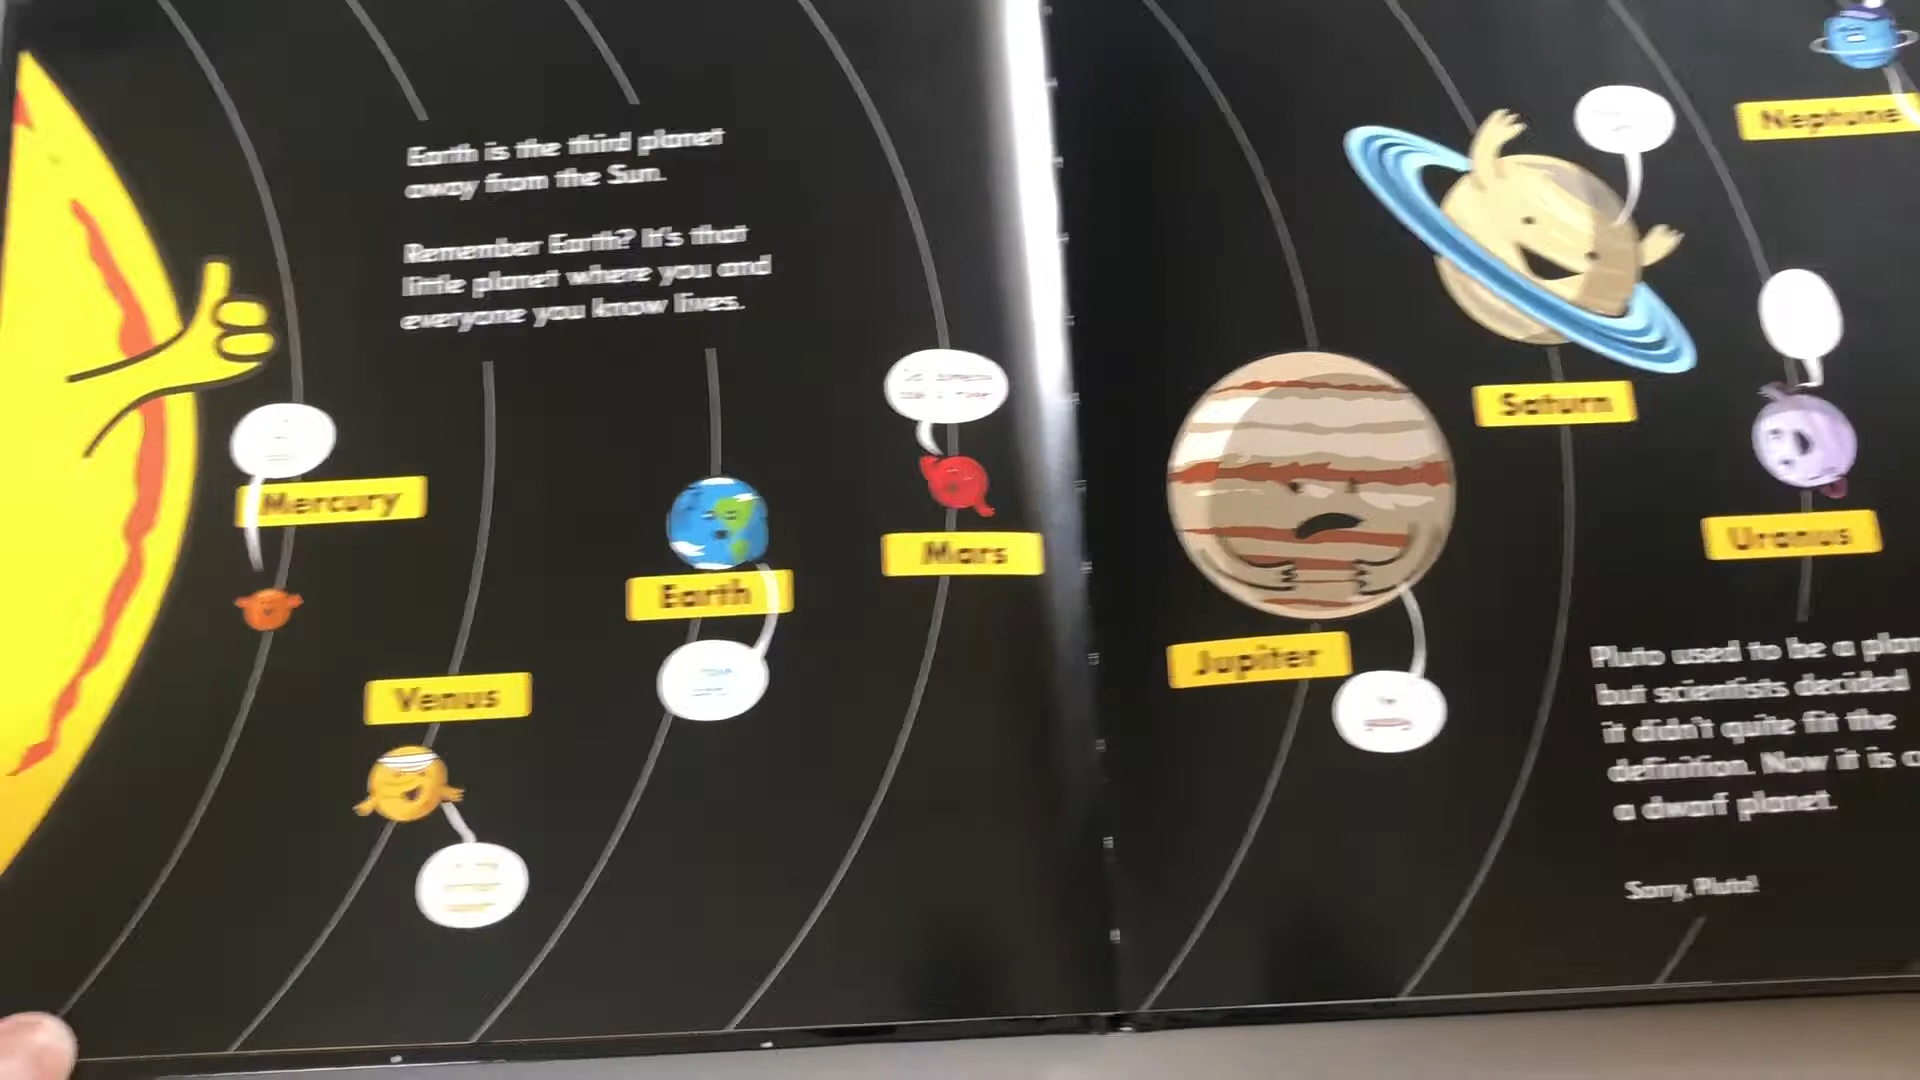 Earth is the third planet
away from the Sun.
Remember Earth? It's that
little planet where you and
everyone you know lives.
Mercury
Venus
Earth
Mars
Jupiter
Saturn
Uranus
Neptune
Pluto used to be a
but scientists decided
it didn't quite fit the
definition. Now it is
a dwarf planet.
Sorry, Pluto!